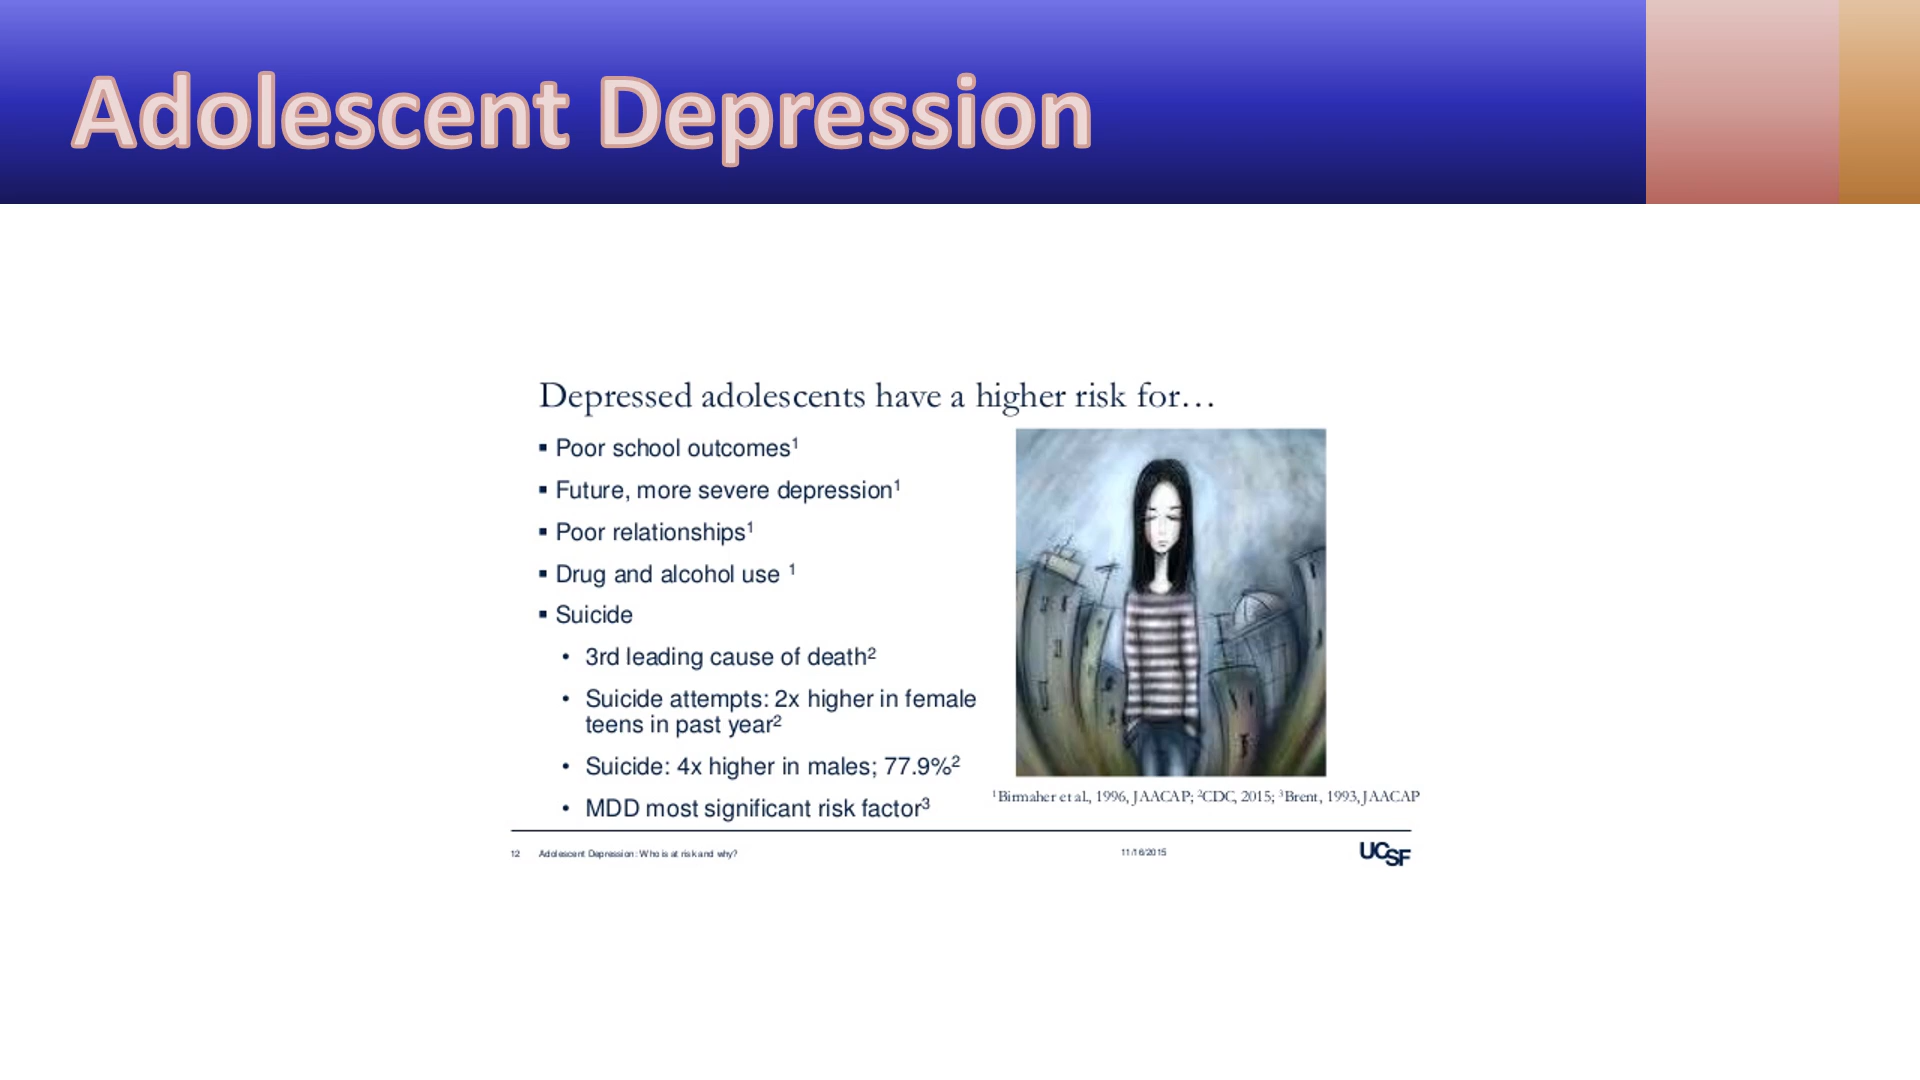 Adolescent Depression
Depressed adolescents have a higher risk for…
▪ Poor school outcomes¹
▪ Future, more severe depression¹
▪ Poor relationships¹
▪ Drug and alcohol use ¹
▪ Suicide
• 3rd leading cause of death²
• Suicide attempts: 2x higher in female
teens in past year²
• Suicide: 4x higher in males; 77.9%²
• MDD most significant risk factor³
¹Birmaher et al., 1996, JAACAP; ²CDC, 2015; ³Brent, 1993, JAACAP
12 Adolescent Depression: Who is at risk and why? 11/16/2015 UCSF